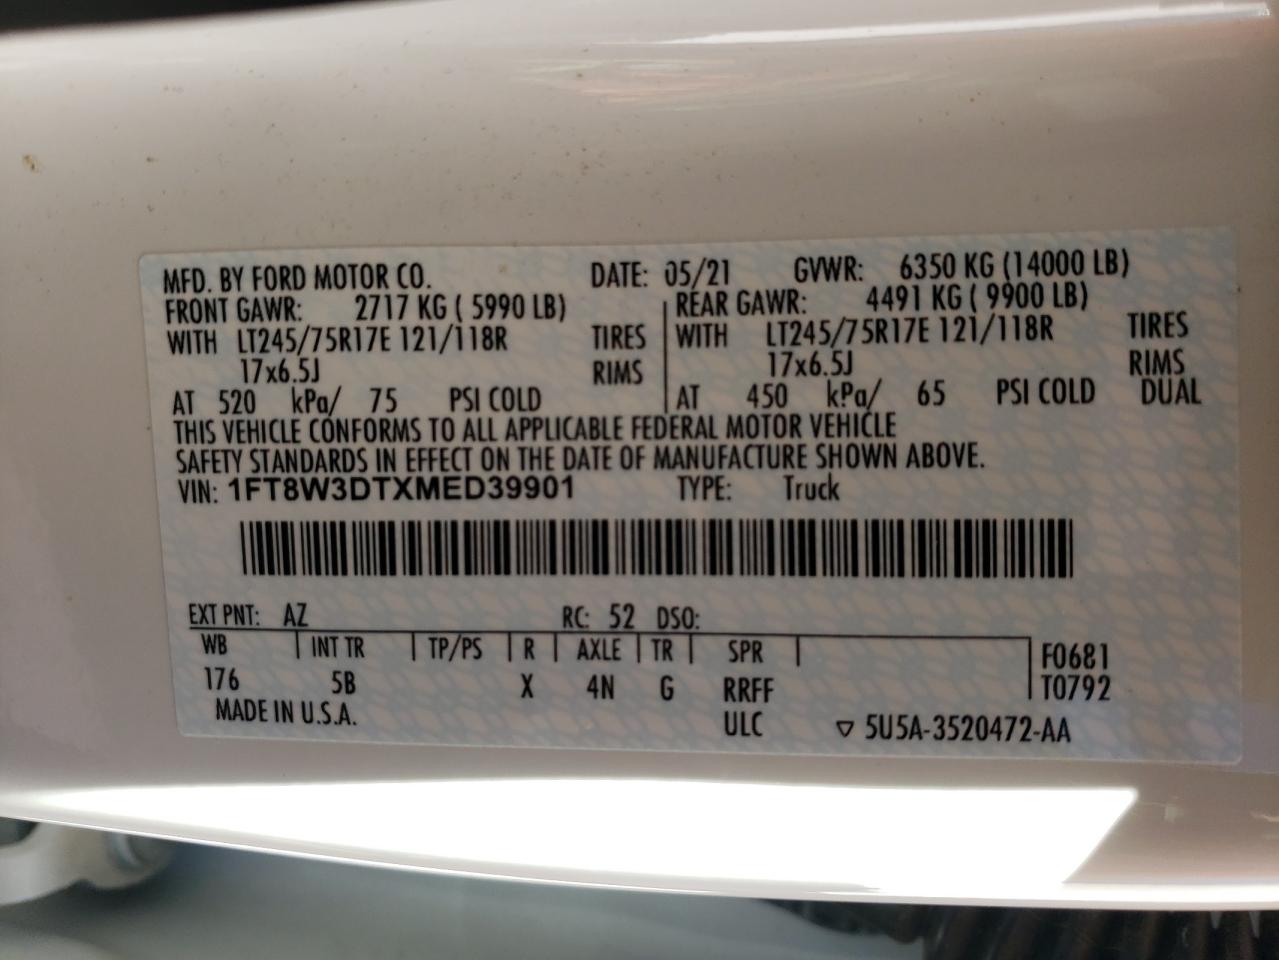 MFD. BY FORD MOTOR CO. DATE: 05/21 GVWR: 6350 KG (14000 LB)
FRONT GAWR: 2717 KG ( 5990 LB) REAR GAWR: 4491 KG ( 9900 LB)
WITH LT245/75R17E 121/118R TIRES WITH LT245/75R17E 121/118R TIRES
17x6.5J RIMS 17x6.5J RIMS
AT 520 kPa/ 75 PSI COLD AT 450 kPa/ 65 PSI COLD DUAL
THIS VEHICLE CONFORMS TO ALL APPLICABLE FEDERAL MOTOR VEHICLE
SAFETY STANDARDS IN EFFECT ON THE DATE OF MANUFACTURE SHOWN ABOVE.
VIN: 1FT8W3DTXMED39901 TYPE: Truck
EXT PNT: AZ RC: 52 DSO:
WB INT TR TP/PS R AXLE TR SPR F0681
176 5B X 4N G RRFF T0792
MADE IN U.S.A. ULC ▽ 5U5A-3520472-AA